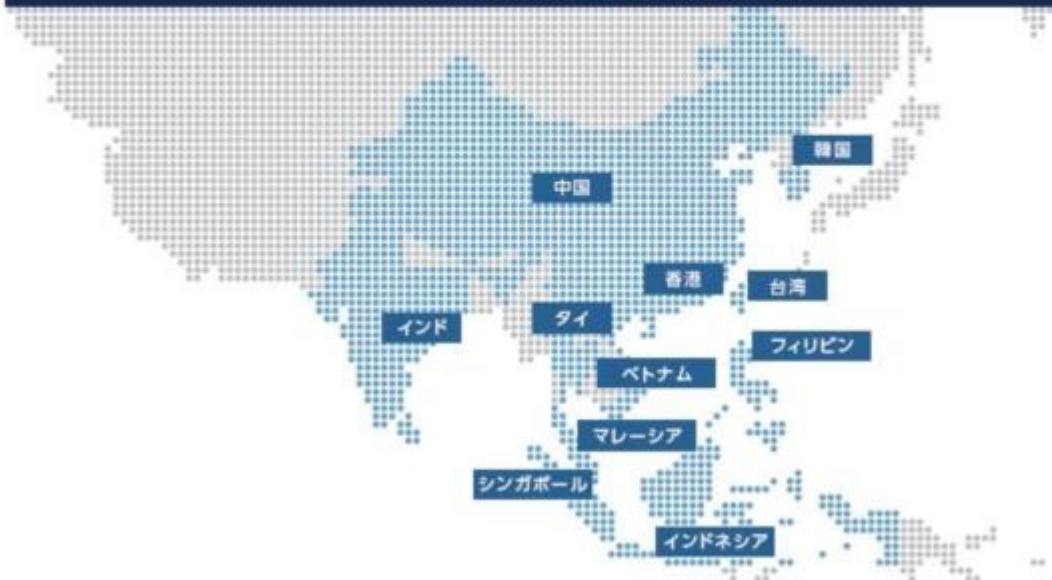 韓国
中国
香港
台湾
インド
タイ
フィリピン
ベトナム
マレーシア
シンガポール
インドネシア